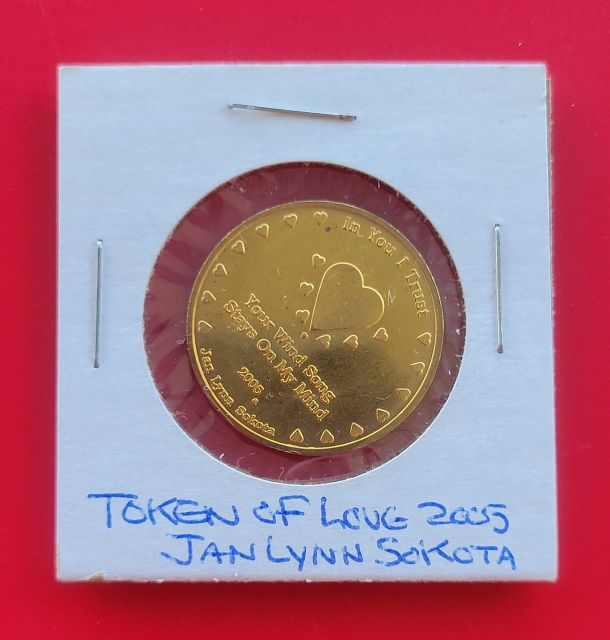 In You I Trust
Your Wind Song
Stays On My Mind
2005
c
Jan Lynn Sokota
TOKEN OF LOVE 2005
JAN LYNN SOKOTA